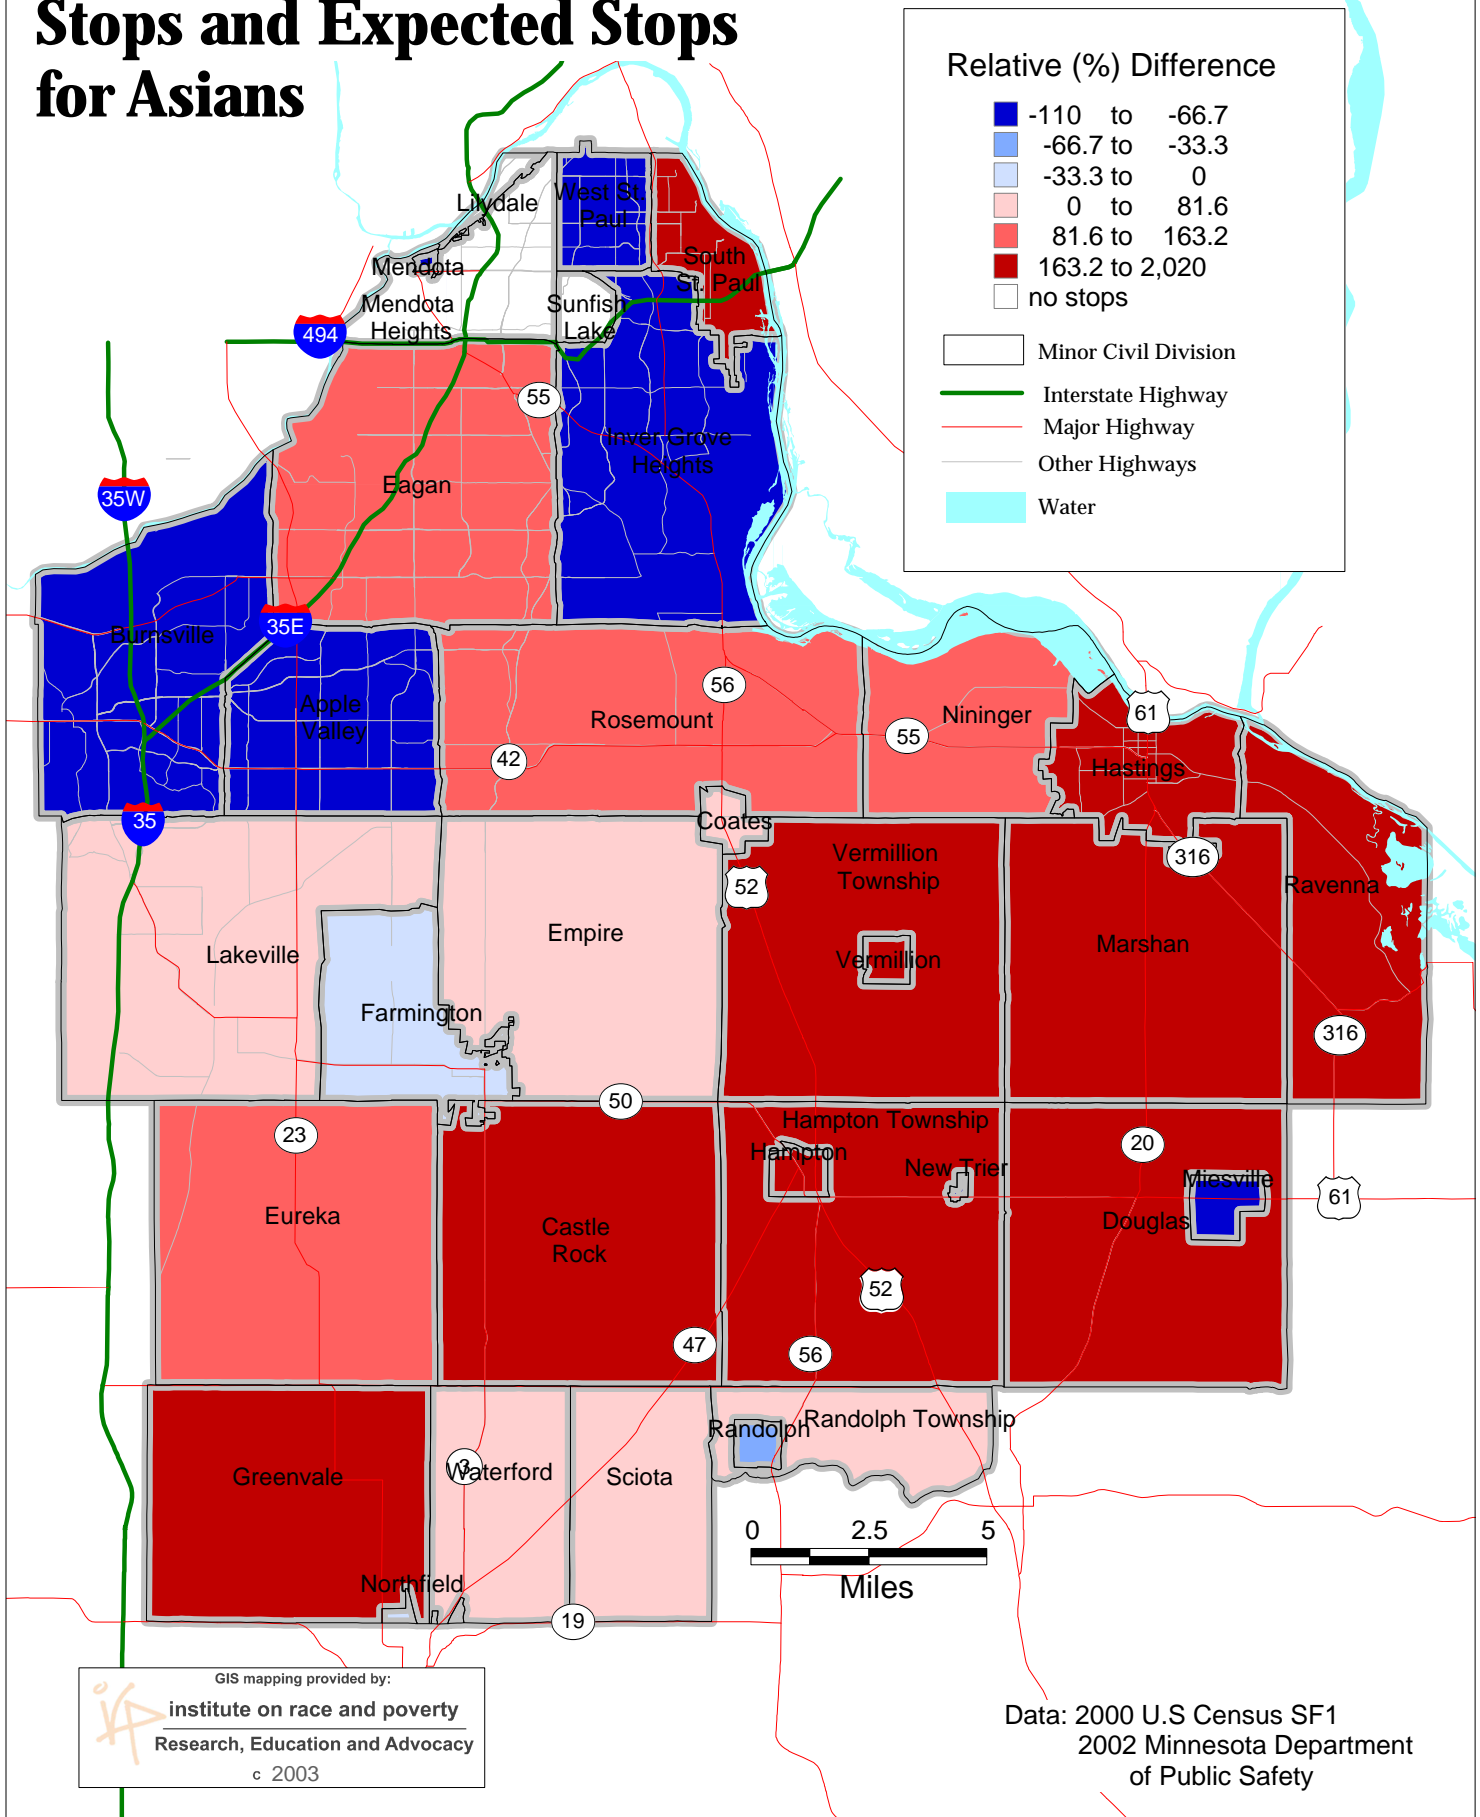 Stops and Expected Stops
for Asians
Relative (%) Difference
-110 to -66.7
-66.7 to -33.3
-33.3 to 0
0 to 81.6
81.6 to 163.2
163.2 to 2,020
no stops
Minor Civil Division
Interstate Highway
Major Highway
Other Highways
Water
Lilydale
West St.
Paul
Mendota
South
St. Paul
Mendota
Heights
Sunfish
Lake
494
55
Inver Grove
Heights
Eagan
35W
35E
Burnsville
Apple
Valley
56
Rosemount
Nininger
61
55
42
Hastings
35
Coates
316
Vermillion
Township
52
Ravenna
Empire
Marshan
Lakeville
Vermillion
Farmington
316
50
23
Hampton Township
20
Hampton
New Trier
Miesville
61
Eureka
Castle
Rock
Douglas
52
47
56
Randolph
Randolph Township
3
Waterford
Greenvale
Sciota
0 2.5 5
Miles
Northfield
19
GIS mapping provided by:
irp
institute on race and poverty
Research, Education and Advocacy
c 2003
Data: 2000 U.S Census SF1
2002 Minnesota Department
of Public Safety